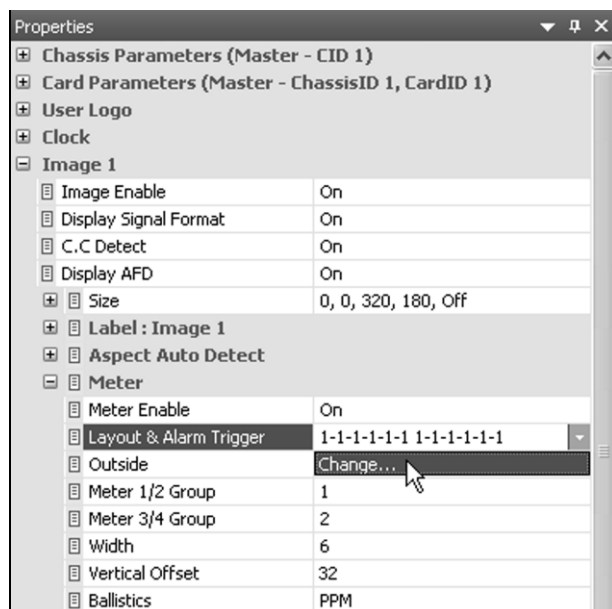 Properties
Chassis Parameters (Master - CID 1)
Card Parameters (Master - ChassisID 1, CardID 1)
User Logo
Clock
Image 1
Image Enable On
Display Signal Format On
C.C Detect On
Display AFD On
Size 0, 0, 320, 180, Off
Label : Image 1
Aspect Auto Detect
Meter
Meter Enable On
Layout & Alarm Trigger 1-1-1-1-1-1 1-1-1-1-1-1
Outside Change...
Meter 1/2 Group 1
Meter 3/4 Group 2
Width 6
Vertical Offset 32
Ballistics PPM